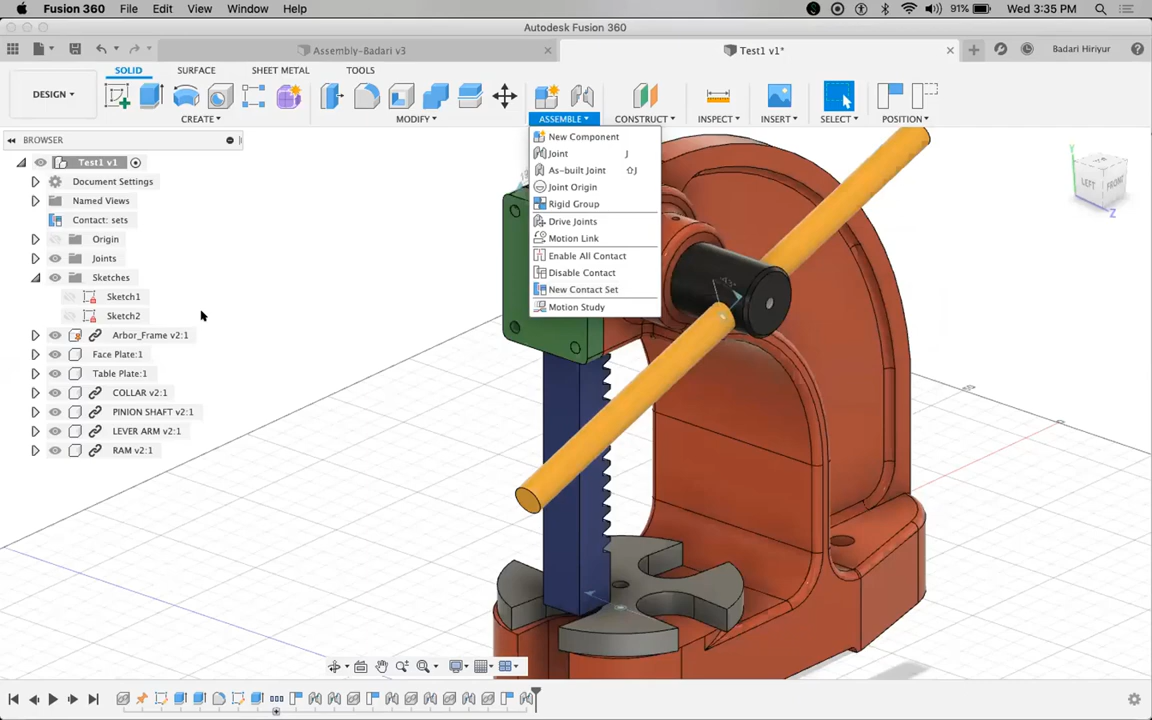 Fusion 360 File Edit View Window Help 91% Wed 3:35 PM
Autodesk Fusion 360
Assembly-Badari v3 Test1 v1* Badari Hiriyur
SOLID SURFACE SHEET METAL TOOLS
DESIGN
CREATE MODIFY ASSEMBLE CONSTRUCT INSPECT INSERT SELECT POSITION
BROWSER
Test1 v1
Document Settings
Named Views
Contact: sets
Origin
Joints
Sketches
Sketch1
Sketch2
Arbor_Frame v2:1
Face Plate:1
Table Plate:1
COLLAR v2:1
PINION SHAFT v2:1
LEVER ARM v2:1
RAM v2:1
New Component
Joint J
As-built Joint ⇧J
Joint Origin
Rigid Group
Drive Joints
Motion Link
Enable All Contact
Disable Contact
New Contact Set
Motion Study
Y
LEFT FRONT
Z